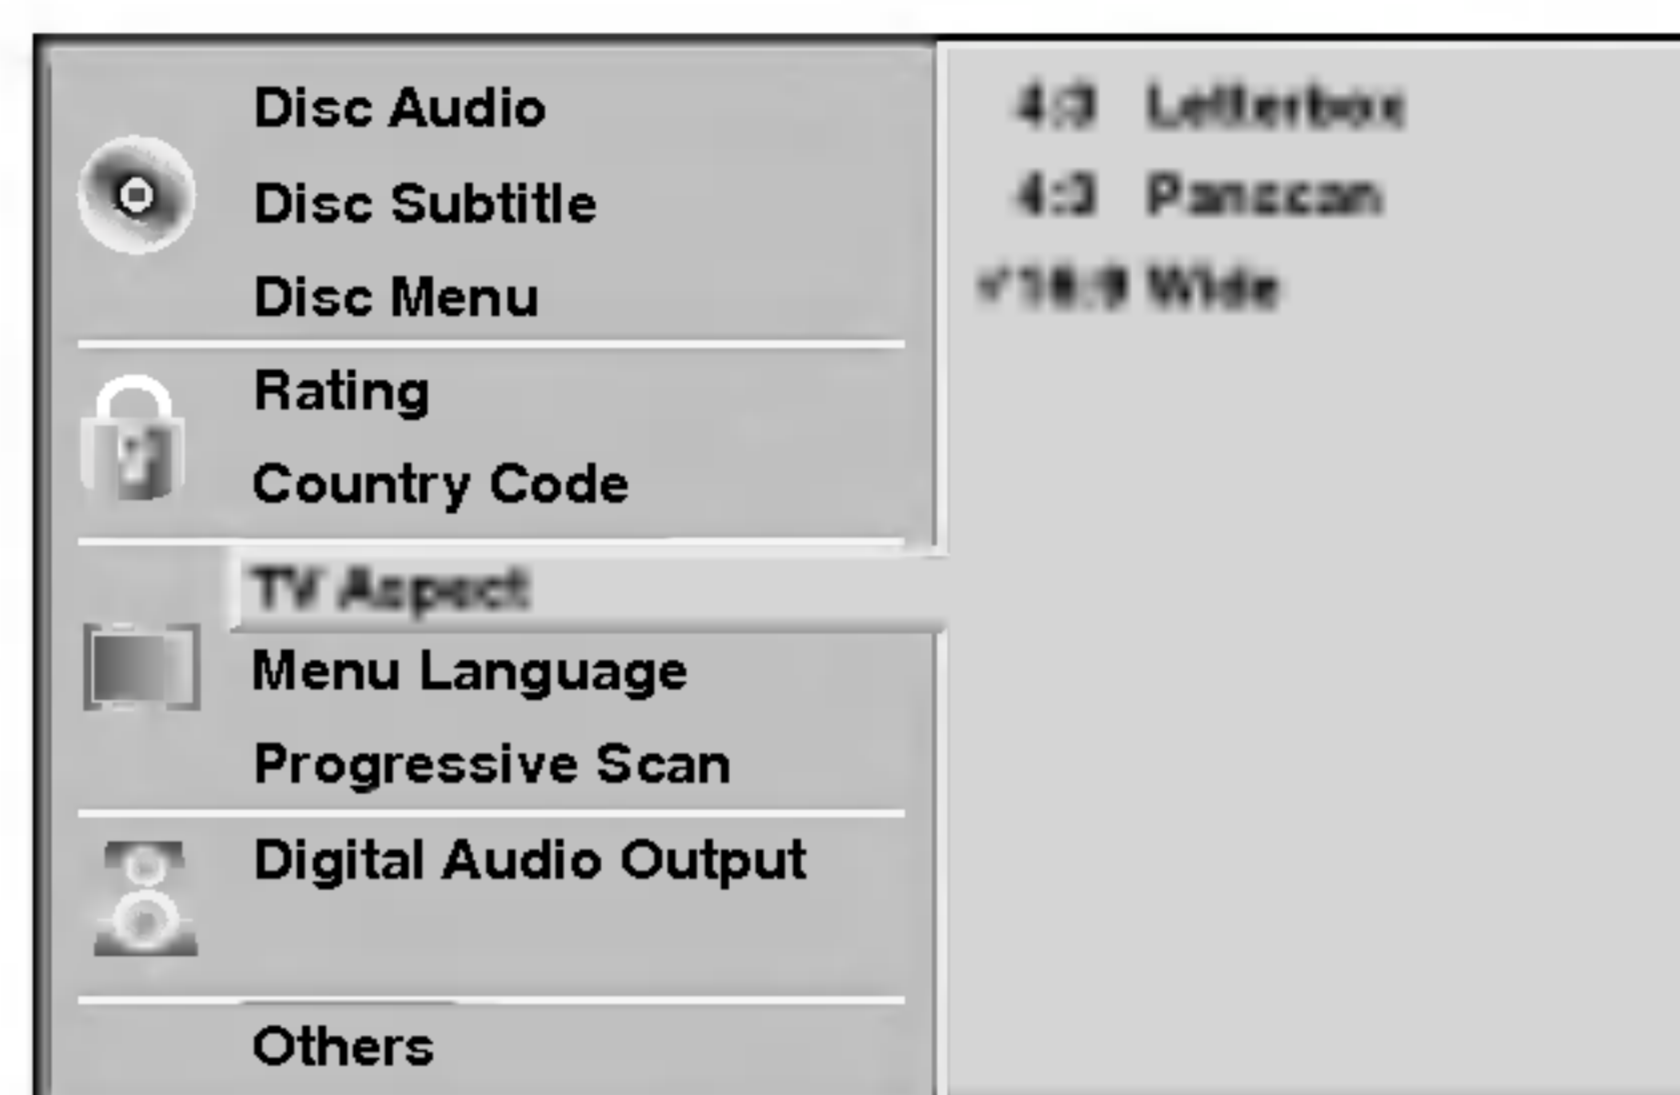 Disc Audio
Disc Subtitle
Disc Menu
Rating
Country Code
TV Aspect
Menu Language
Progressive Scan
Digital Audio Output
Others
4:3 Letterbox
4:3 Panscan
✓16:9 Wide